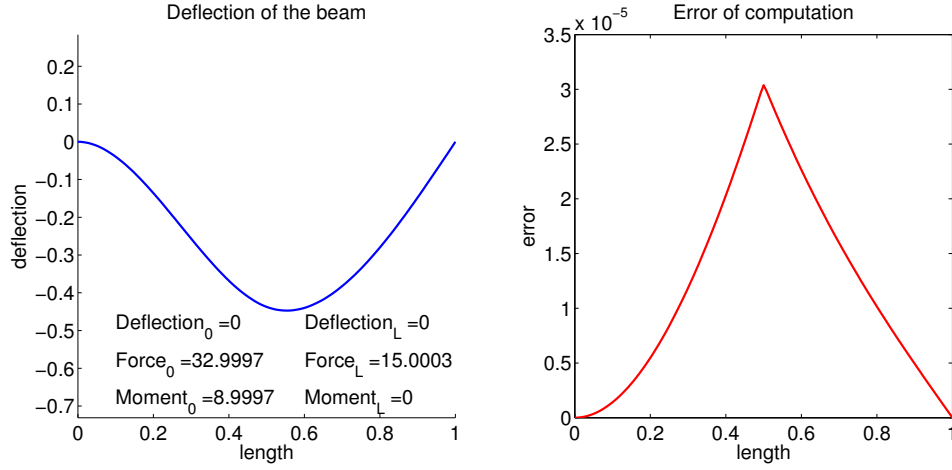 Deflection of the beam
0.2
0.1
0
−0.1
−0.2
−0.3
−0.4
−0.5
−0.6
−0.7
deflection
Deflection_0 =0 Deflection_L =0
Force_0 =32.9997 Force_L =15.0003
Moment_0 =8.9997 Moment_L =0
0 0.2 0.4 0.6 0.8 1
length
Error of computation
x 10^−5
3.5
3
2.5
2
1.5
1
0.5
0
error
0 0.2 0.4 0.6 0.8 1
length